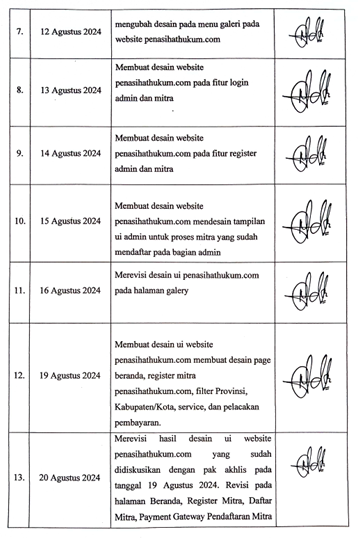 7. 12 Agustus 2024 mengubah desain pada menu galeri pada
website penasihathukum.com
8. 13 Agustus 2024 Membuat desain website
penasihathukum.com pada fitur login
admin dan mitra
9. 14 Agustus 2024 Membuat desain website
penasihathukum.com pada fitur register
admin dan mitra
10. 15 Agustus 2024 Membuat desain website
penasihathukum.com mendesain tampilan
ui admin untuk proses mitra yang sudah
mendaftar pada bagian admin
11. 16 Agustus 2024 Merevisi desain ui penasihathukum.com
pada halaman galery
12. 19 Agustus 2024 Membuat desain ui website
penasihathukum.com membuat desain page
beranda, register mitra
penasihathukum.com, filter Provinsi,
Kabupaten/Kota, service, dan pelacakan
pembayaran.
13. 20 Agustus 2024 Merevisi hasil desain ui website
penasihathukum.com yang sudah
didiskusikan dengan pak akhlis pada
tanggal 19 Agustus 2024. Revisi pada
halaman Beranda, Register Mitra, Daftar
Mitra, Payment Gateway Pendaftaran Mitra